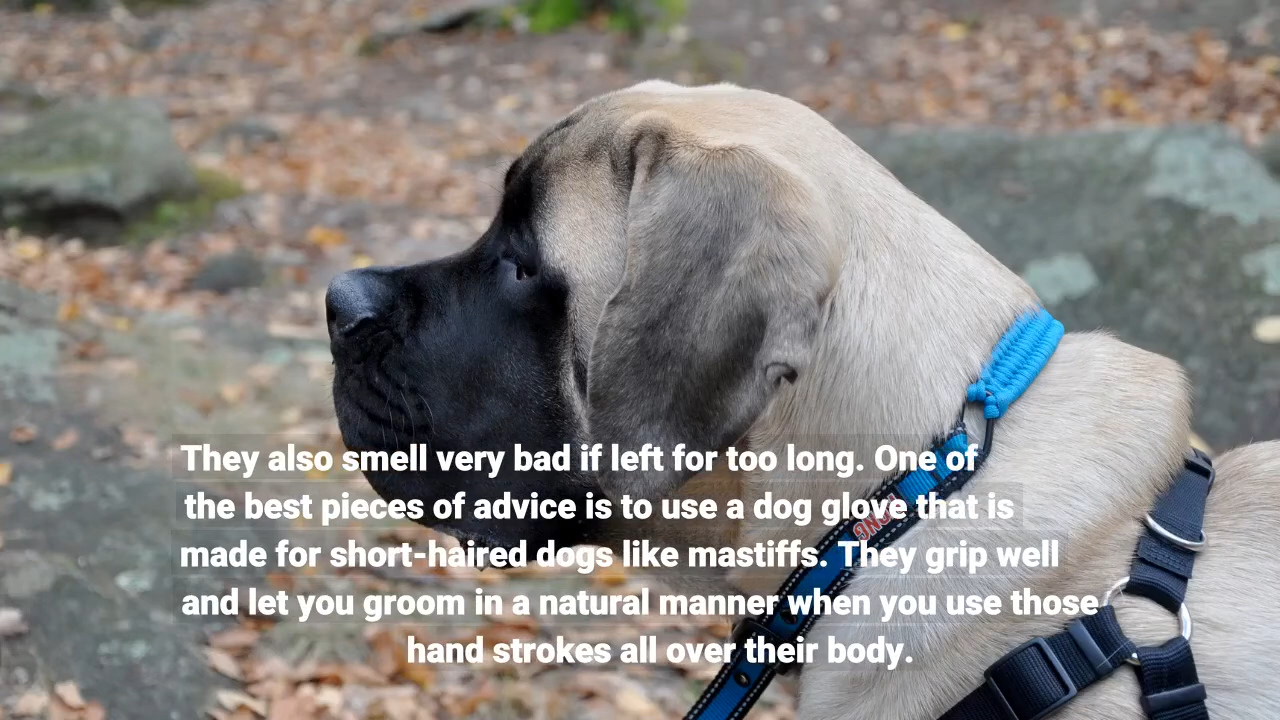 They also smell very bad if left for too long. One of
the best pieces of advice is to use a dog glove that is
made for short-haired dogs like mastiffs. They grip well
and let you groom in a natural manner when you use those
hand strokes all over their body.